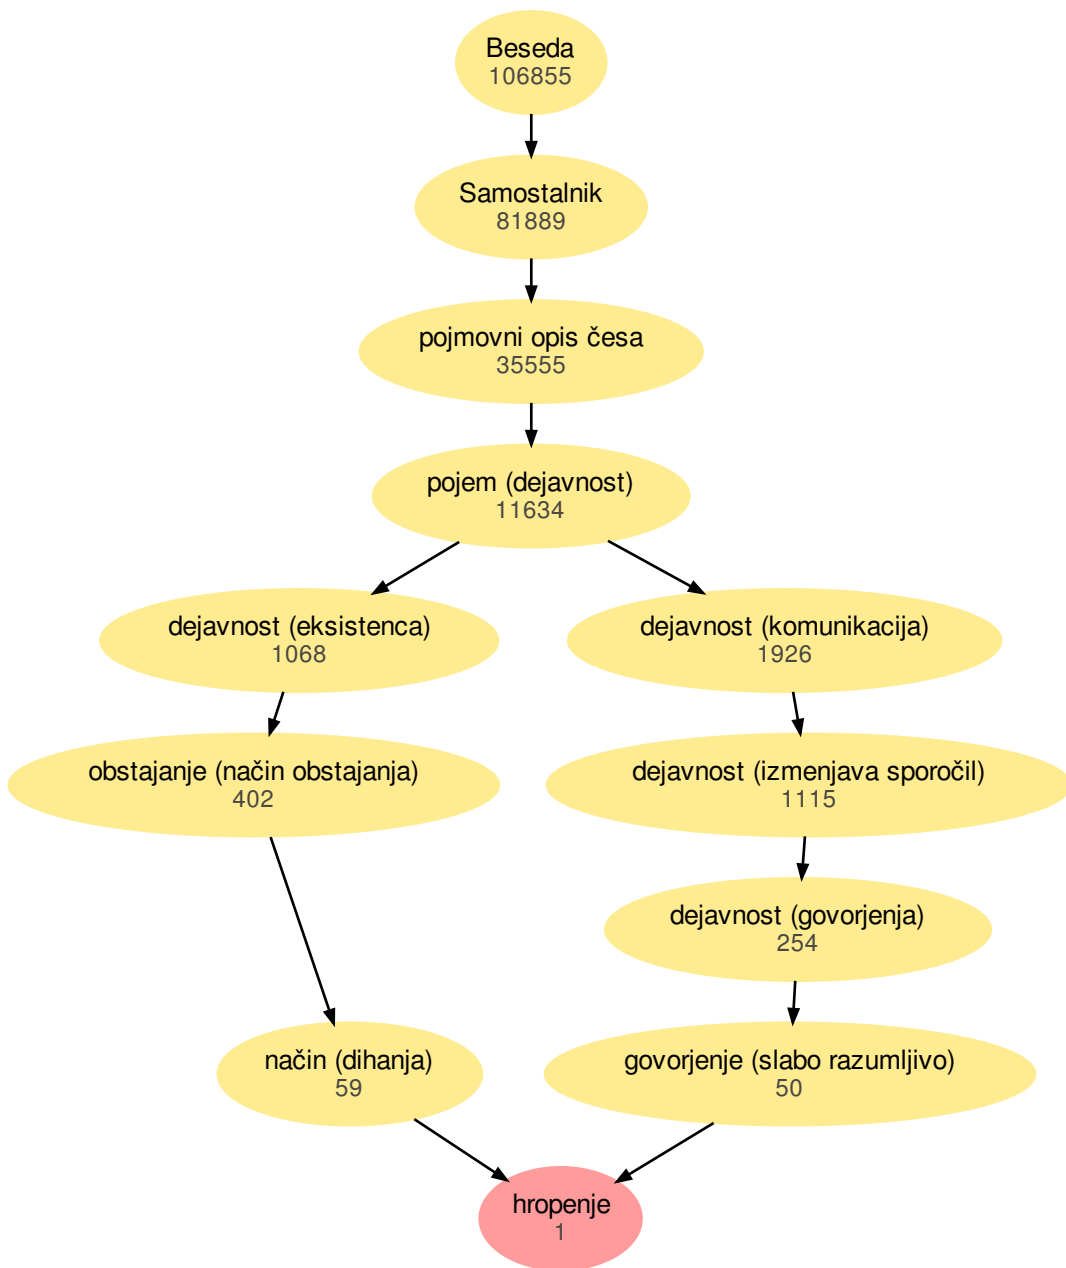 Beseda
106855
Samostalnik
81889
pojmovni opis česa
35555
pojem (dejavnost)
11634
dejavnost (eksistenca)
1068
dejavnost (komunikacija)
1926
obstajanje (način obstajanja)
402
dejavnost (izmenjava sporočil)
1115
dejavnost (govorjenja)
254
način (dihanja)
59
govorjenje (slabo razumljivo)
50
hropenje
1